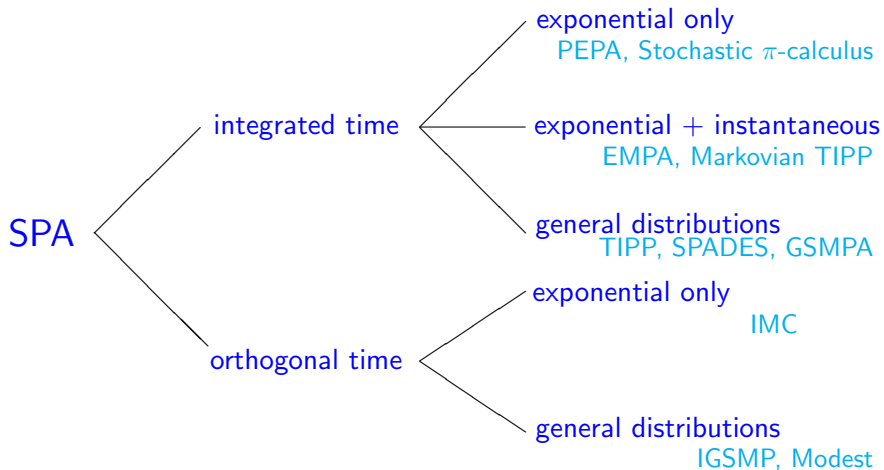 exponential only
PEPA, Stochastic π-calculus
integrated time
exponential + instantaneous
EMPA, Markovian TIPP
general distributions
TIPP, SPADES, GSMPA
SPA
exponential only
IMC
orthogonal time
general distributions
IGSMP, Modest